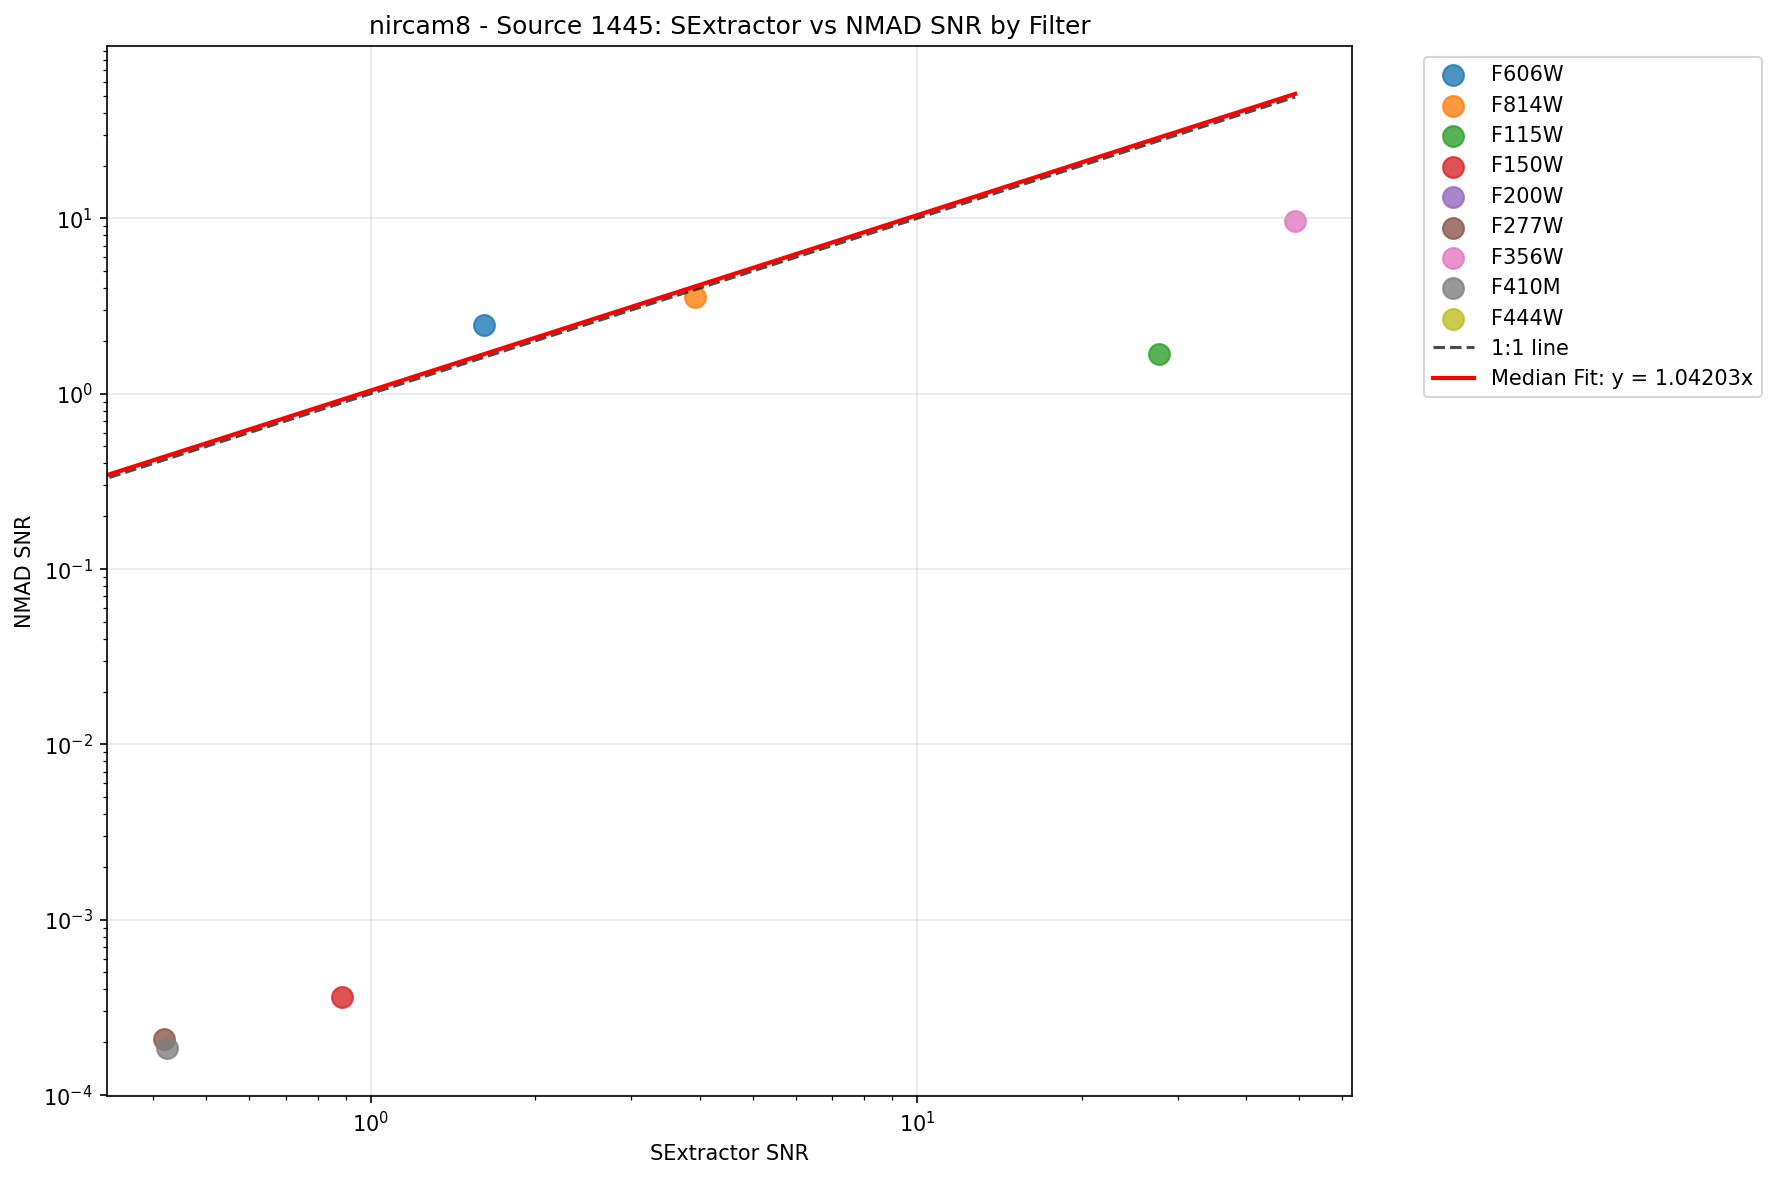 nircam8 - Source 1445: SExtractor vs NMAD SNR by Filter
F606W
F814W
F115W
F150W
F200W
F277W
F356W
F410M
F444W
1:1 line
Median Fit: y = 1.04203x
NMAD SNR
10¹
10⁰
10⁻¹
10⁻²
10⁻³
10⁻⁴
10⁰
10¹
SExtractor SNR